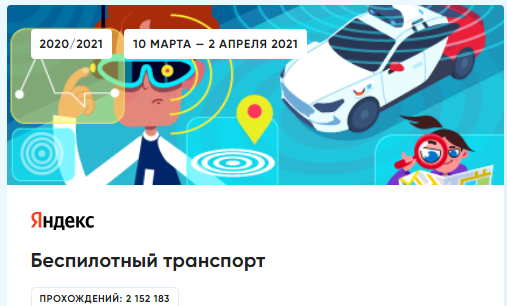 2020/2021
10 МАРТА — 2 АПРЕЛЯ 2021
Яндекс
Беспилотный транспорт
ПРОХОЖДЕНИЙ: 2 152 183